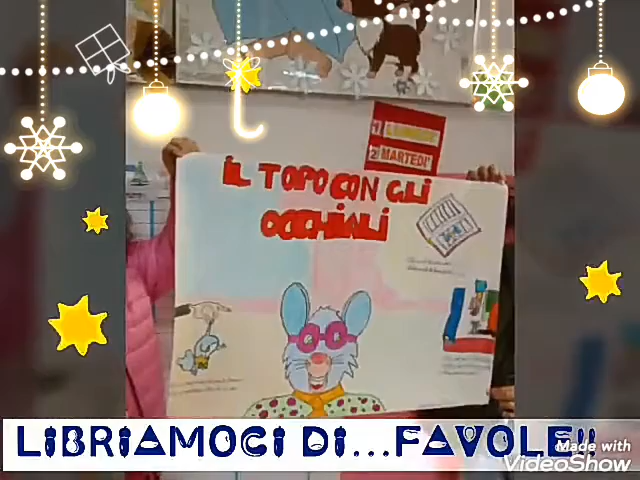 1 LUNEDI'
2 MARTEDI'
IL TOPO CON GLI
OCCHIALI
LIBRIAMOCI DI...FAVOLE!!
Made with
VideoShow